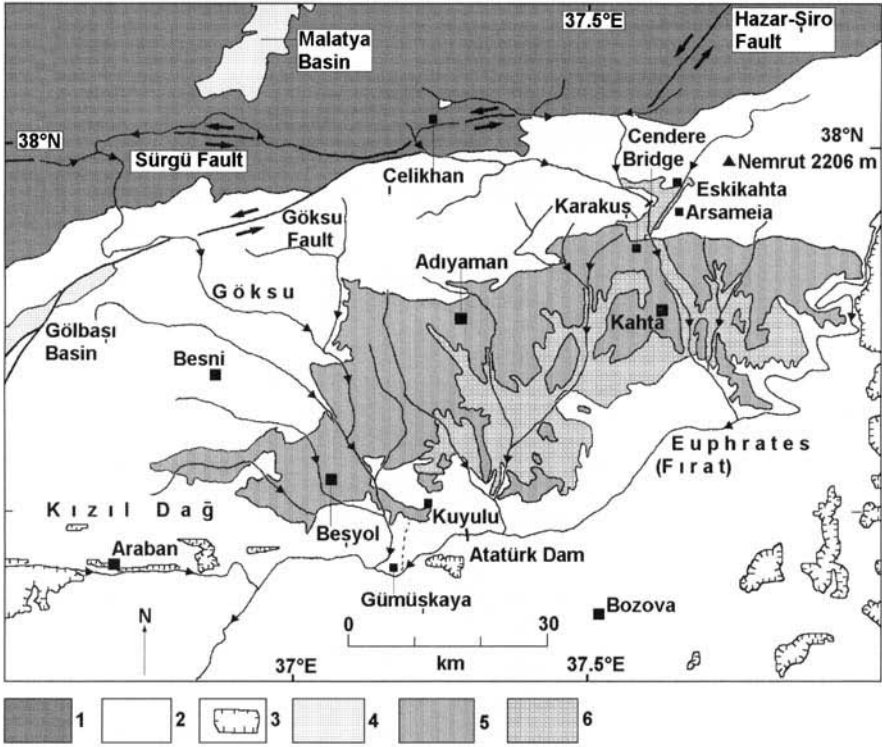 37.5°E
Hazar-Şiro
Fault
Malatya
Basin
38°N
38°N
Cendere
Bridge
Nemrut 2206 m
Sürgü Fault
Çelikhan
Eskikahta
Karakuş
Arsameia
Göksu
Fault
Adıyaman
Göksu
Kahta
Gölbaşı
Basin
Besni
Euphrates
(Fırat)
Kızıl Dağ
Kuyulu
Araban
Beşyol
Atatürk Dam
N
Gümüşkaya
Bozova
0 30
km
37°E
37.5°E
1 2 3 4 5 6